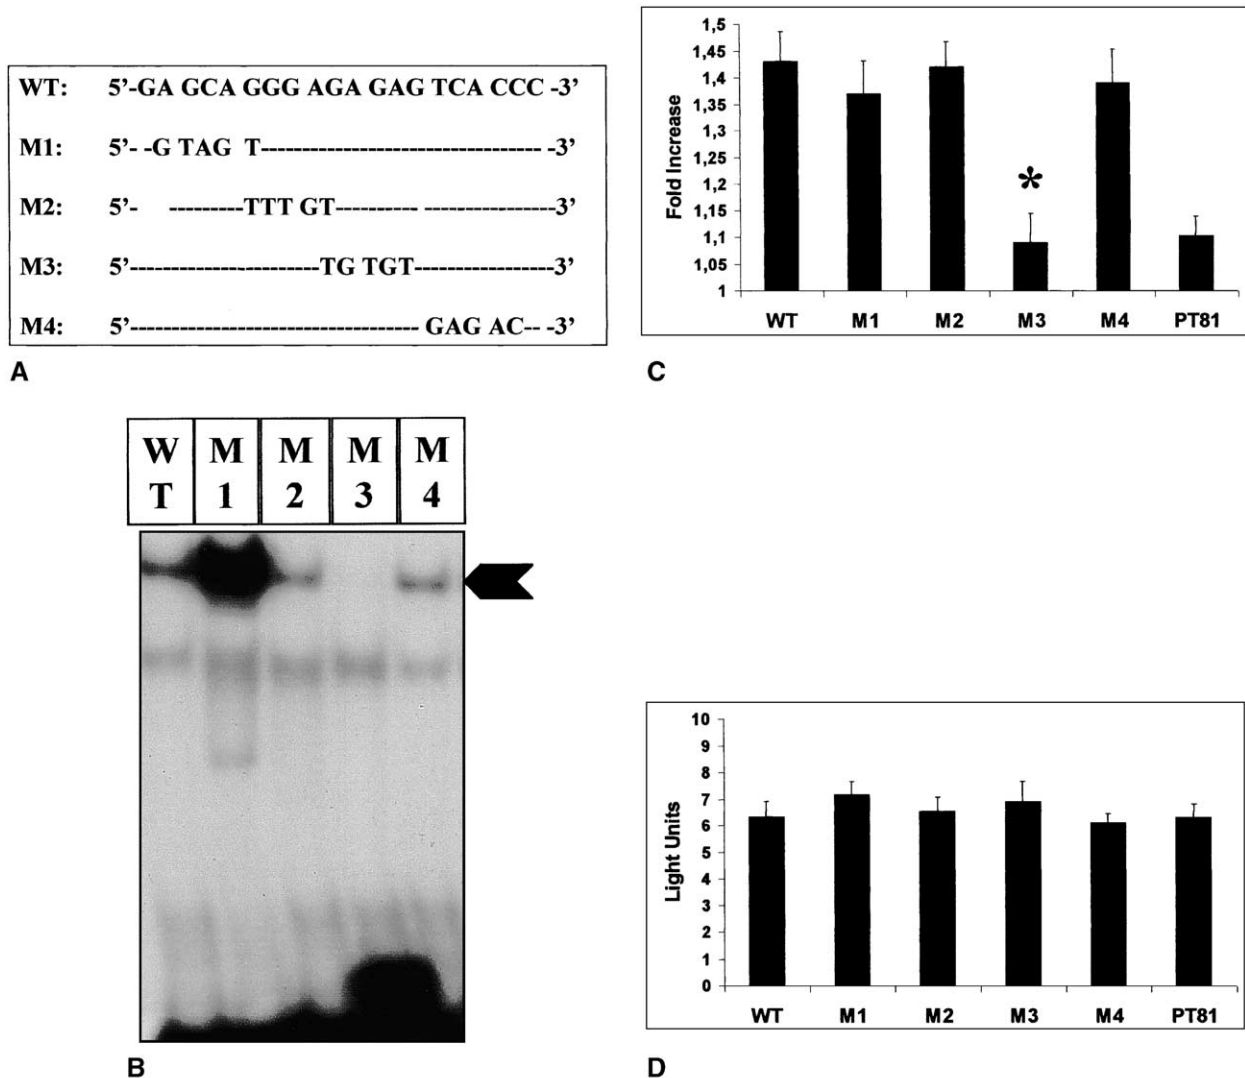 WT: 5'-GA GCA GGG AGA GAG TCA CCC -3'
M1: 5'- -G TAG T---------------------------------- -3'
M2: 5'- ---------TTT GT---------- ----------------3'
M3: 5'-----------------------TG TGT-----------------3'
M4: 5'-----------------------------------GAG AC-- -3'
A
W T
M 1
M 2
M 3
M 4
B
Fold Increase
1,5
1,45
1,4
1,35
1,3
1,25
1,2
1,15
1,1
1,05
1
*
WT M1 M2 M3 M4 PT81
C
Light Units
10
9
8
7
6
5
4
3
2
1
0
WT M1 M2 M3 M4 PT81
D